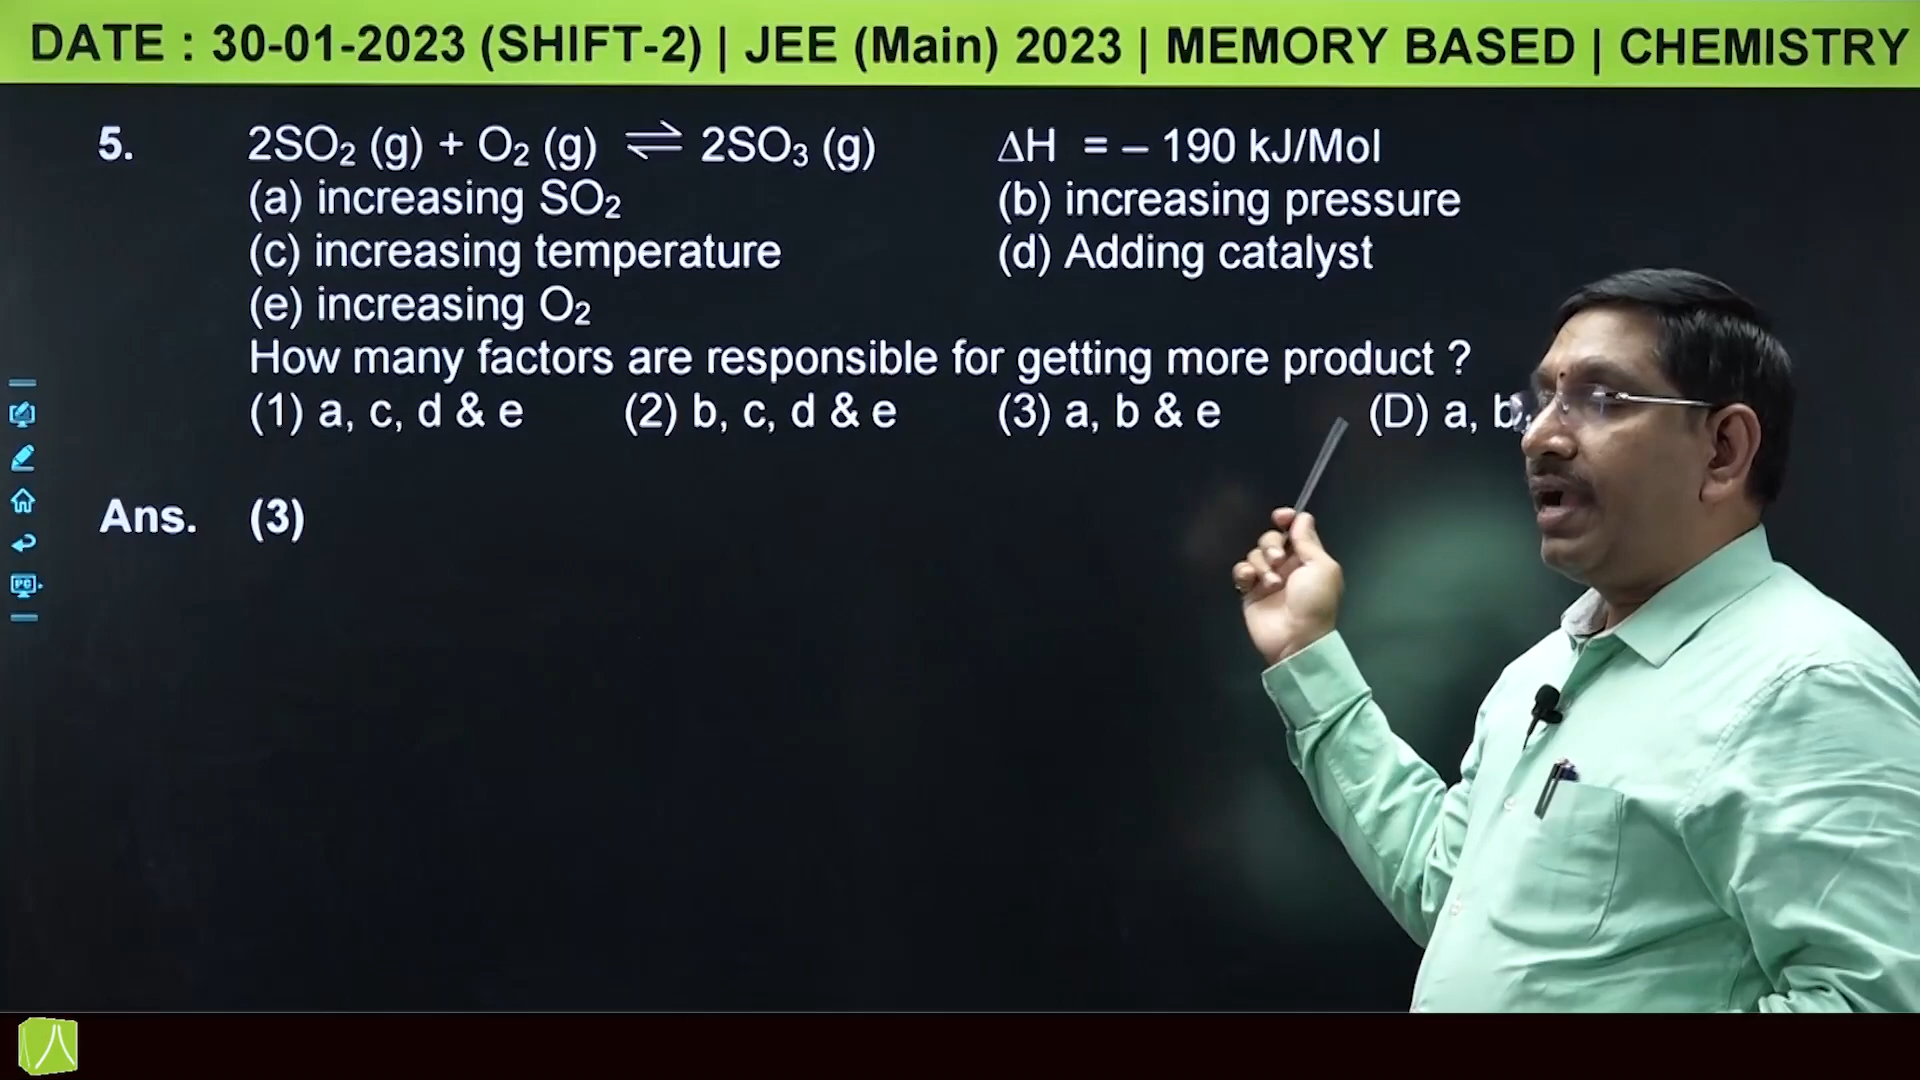 DATE : 30-01-2023 (SHIFT-2) | JEE (Main) 2023 | MEMORY BASED | CHEMISTRY
5. 2SO₂ (g) + O₂ (g) ⇌ 2SO₃ (g) ΔH = – 190 kJ/Mol
(a) increasing SO₂ (b) increasing pressure
(c) increasing temperature (d) Adding catalyst
(e) increasing O₂
How many factors are responsible for getting more product ?
(1) a, c, d & e (2) b, c, d & e (3) a, b & e (D) a, b,
Ans. (3)
PC